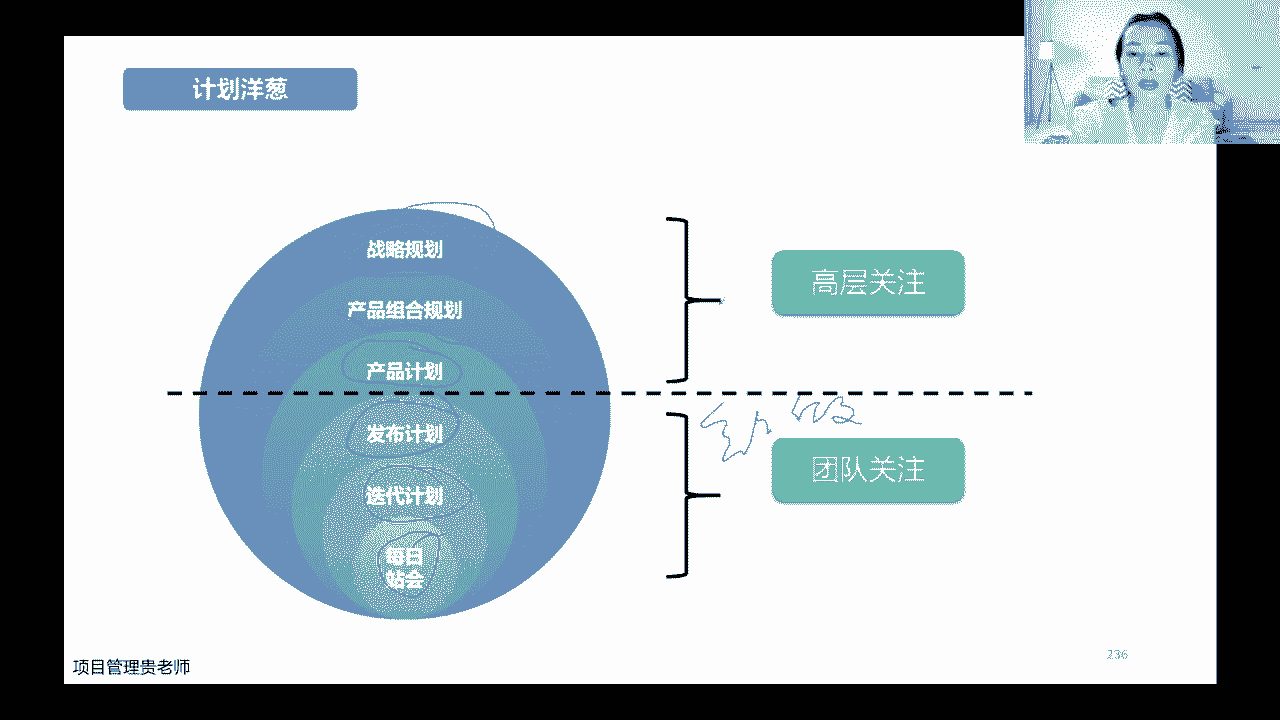 计划洋葱
战略规划
产品组合规划
产品计划
高层关注
发布计划
迭代计划
每日
站会
团队关注
项目管理贵老师
236